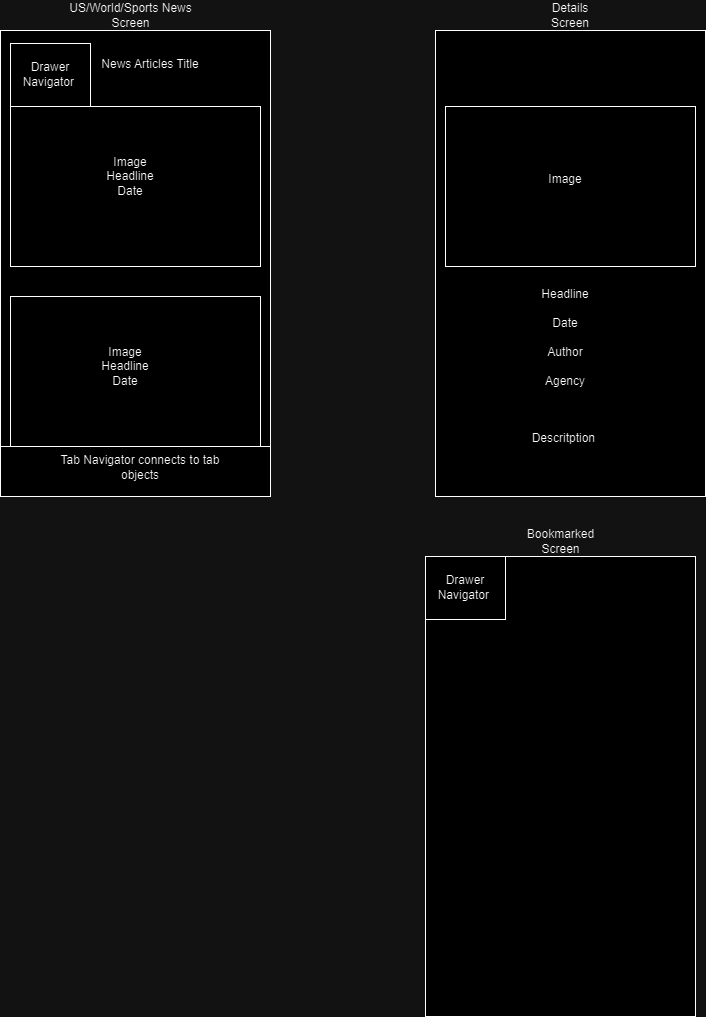 US/World/Sports News
Screen
Drawer
Navigator
News Articles Title
Image
Headline
Date
Image
Headline
Date
Tab Navigator connects to tab
objects
Details
Screen
Image
Headline
Date
Author
Agency
Descritption
Bookmarked
Screen
Drawer
Navigator